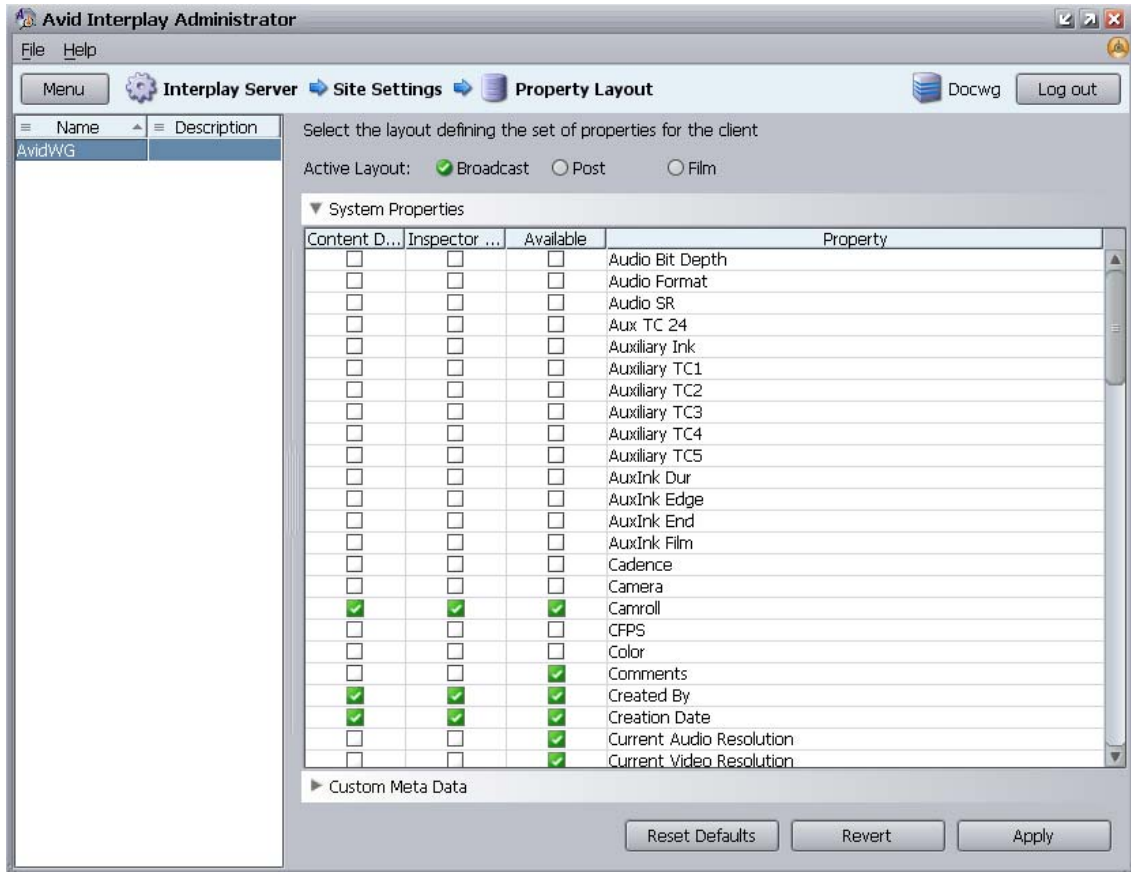 Avid Interplay Administrator
File Help
Menu Interplay Server Site Settings Property Layout Docwg Log out
Name Description
AvidWG
Select the layout defining the set of properties for the client
Active Layout: Broadcast Post Film
System Properties
Content D... Inspector ... Available Property
Audio Bit Depth
Audio Format
Audio SR
Aux TC 24
Auxiliary Ink
Auxiliary TC1
Auxiliary TC2
Auxiliary TC3
Auxiliary TC4
Auxiliary TC5
AuxInk Dur
AuxInk Edge
AuxInk End
AuxInk Film
Cadence
Camera
Camroll
CFPS
Color
Comments
Created By
Creation Date
Current Audio Resolution
Current Video Resolution
Custom Meta Data
Reset Defaults Revert Apply